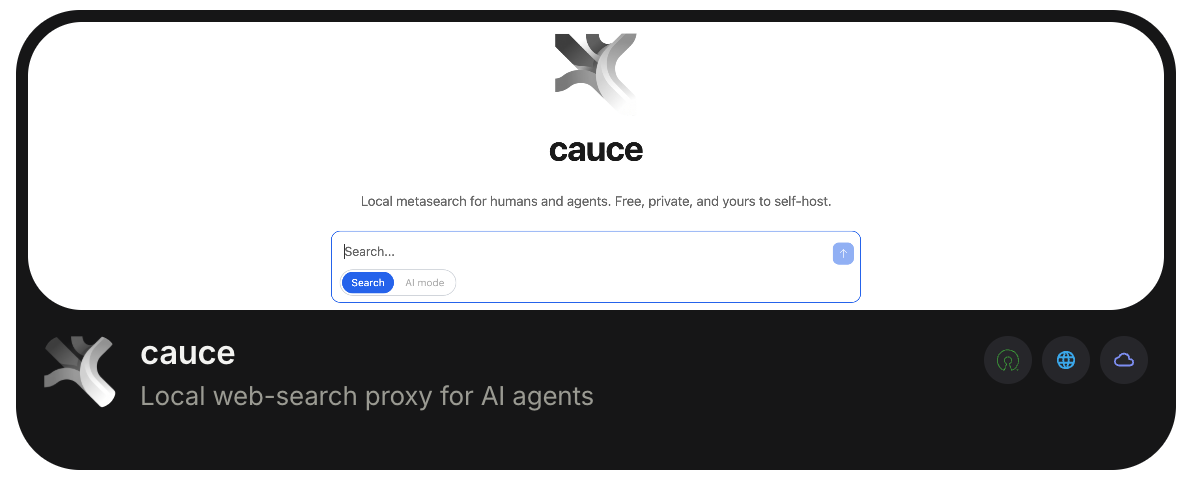 cauce
Local metasearch for humans and agents. Free, private, and yours to self-host.
Search...
Search
AI mode
cauce
Local web-search proxy for AI agents